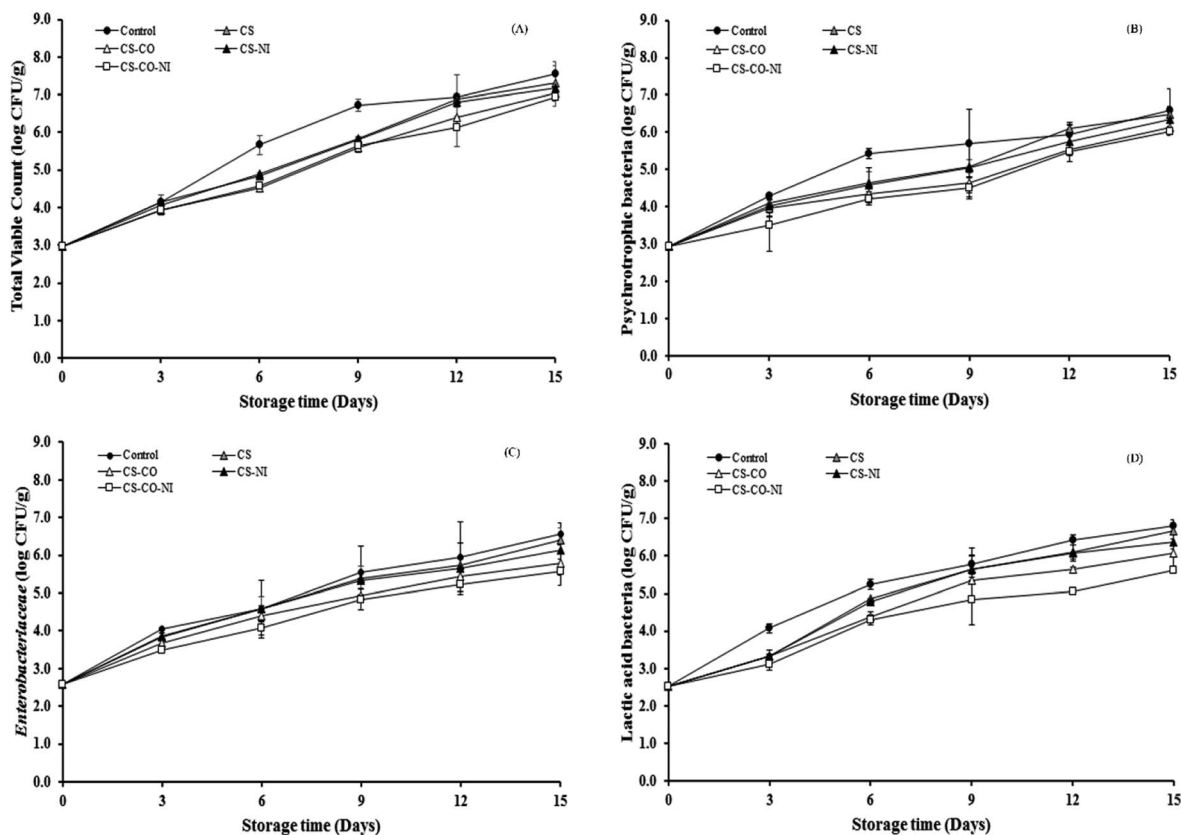 (A)
Control
CS
CS-CO
CS-NI
CS-CO-NI
Total Viable Count (log CFU/g)
9.0
8.0
7.0
6.0
5.0
4.0
3.0
2.0
1.0
0.0
0 3 6 9 12 15
Storage time (Days)
(B)
Control
CS
CS-CO
CS-NI
CS-CO-NI
Psychrotrophic bacteria (log CFU/g)
9.0
8.0
7.0
6.0
5.0
4.0
3.0
2.0
1.0
0.0
0 3 6 9 12 15
Storage time (Days)
(C)
Control
CS
CS-CO
CS-NI
CS-CO-NI
Enterobacteriaceae (log CFU/g)
9.0
8.0
7.0
6.0
5.0
4.0
3.0
2.0
1.0
0.0
0 3 6 9 12 15
Storage time (Days)
(D)
Control
CS
CS-CO
CS-NI
CS-CO-NI
Lactic acid bacteria (log CFU/g)
9.0
8.0
7.0
6.0
5.0
4.0
3.0
2.0
1.0
0.0
0 3 6 9 12 15
Storage time (Days)